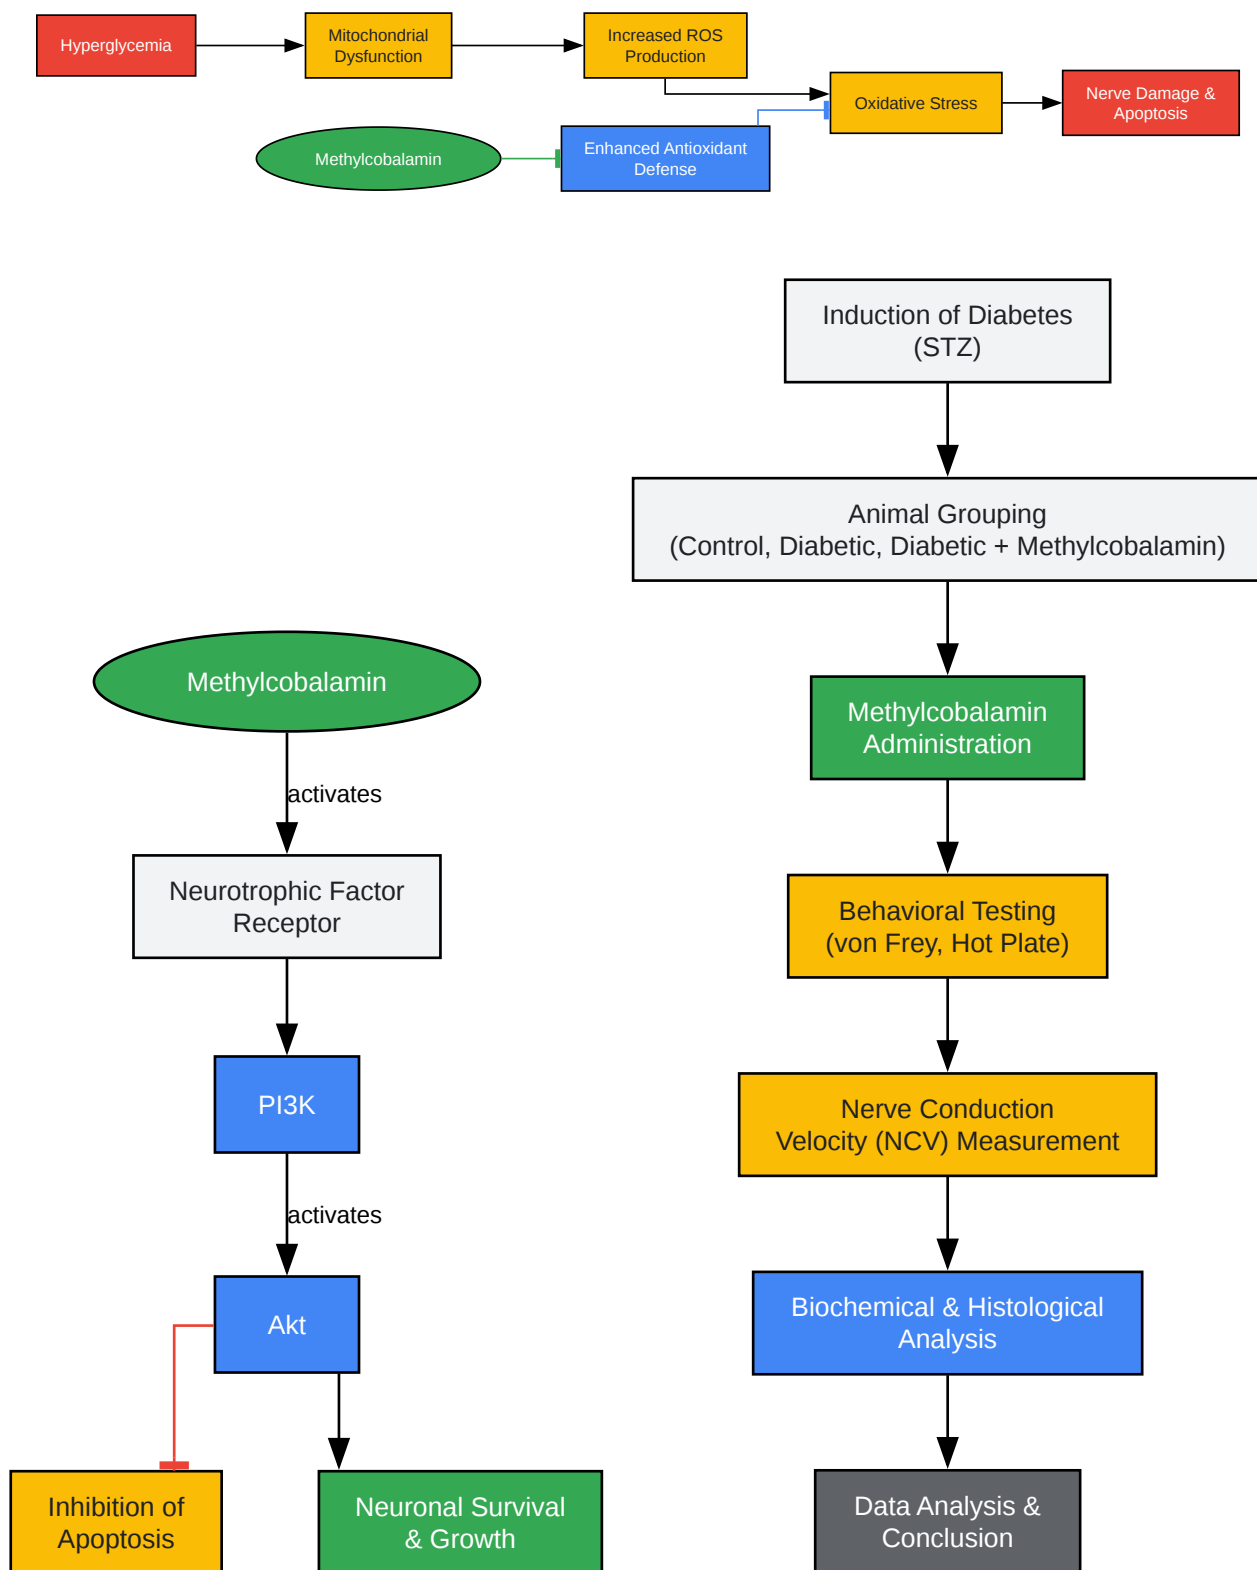 Hyperglycemia
Mitochondrial
Dysfunction
Increased ROS
Production
Oxidative Stress
Nerve Damage &
Apoptosis
Methylcobalamin
Enhanced Antioxidant
Defense
Induction of Diabetes
(STZ)
Animal Grouping
(Control, Diabetic, Diabetic + Methylcobalamin)
Methylcobalamin
Administration
Behavioral Testing
(von Frey, Hot Plate)
Nerve Conduction
Velocity (NCV) Measurement
Biochemical & Histological
Analysis
Data Analysis &
Conclusion
Methylcobalamin
activates
Neurotrophic Factor
Receptor
PI3K
activates
Akt
Inhibition of
Apoptosis
Neuronal Survival
& Growth